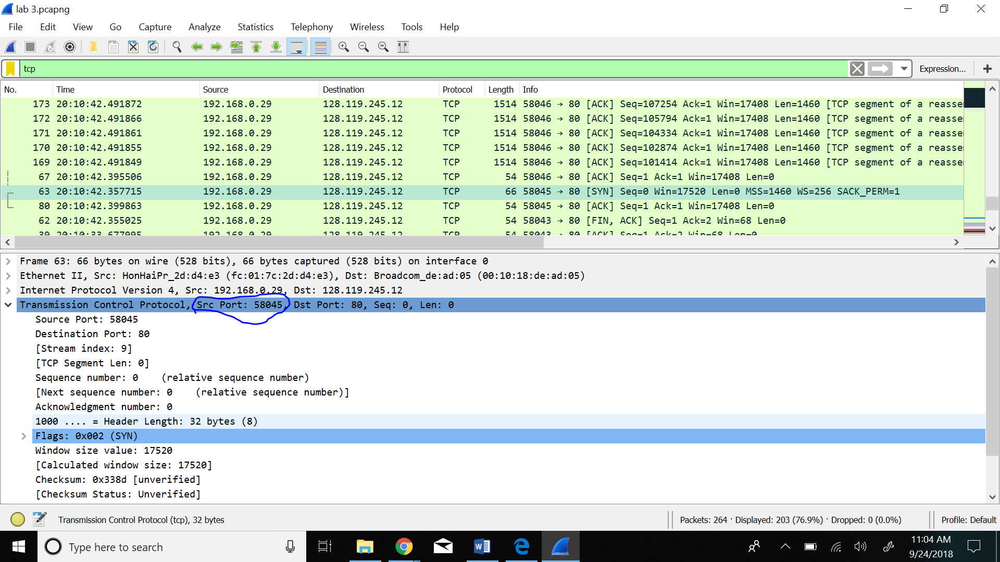 lab 3.pcapng
File Edit View Go Capture Analyze Statistics Telephony Wireless Tools Help
tcp Expression... +
No. Time Source Destination Protocol Length Info
173 20:10:42.491872 192.168.0.29 128.119.245.12 TCP 1514 58046 → 80 [ACK] Seq=107254 Ack=1 Win=17408 Len=1460 [TCP segment of a reasse
172 20:10:42.491866 192.168.0.29 128.119.245.12 TCP 1514 58046 → 80 [ACK] Seq=105794 Ack=1 Win=17408 Len=1460 [TCP segment of a reasse
171 20:10:42.491861 192.168.0.29 128.119.245.12 TCP 1514 58046 → 80 [ACK] Seq=104334 Ack=1 Win=17408 Len=1460 [TCP segment of a reasse
170 20:10:42.491855 192.168.0.29 128.119.245.12 TCP 1514 58046 → 80 [ACK] Seq=102874 Ack=1 Win=17408 Len=1460 [TCP segment of a reasse
169 20:10:42.491849 192.168.0.29 128.119.245.12 TCP 1514 58046 → 80 [ACK] Seq=101414 Ack=1 Win=17408 Len=1460 [TCP segment of a reasse
67 20:10:42.395506 192.168.0.29 128.119.245.12 TCP 54 58046 → 80 [ACK] Seq=1 Ack=1 Win=17408 Len=0
63 20:10:42.357715 192.168.0.29 128.119.245.12 TCP 66 58045 → 80 [SYN] Seq=0 Win=17520 Len=0 MSS=1460 WS=256 SACK_PERM=1
80 20:10:42.399863 192.168.0.29 128.119.245.12 TCP 54 58045 → 80 [ACK] Seq=1 Ack=1 Win=17408 Len=0
62 20:10:42.355025 192.168.0.29 128.119.245.12 TCP 54 58043 → 80 [FIN, ACK] Seq=1 Ack=2 Win=68 Len=0
39 20:10:33.677995 192.168.0.29 128.119.245.12 TCP 54 58043 → 80 [ACK] Seq=1 Ack=2 Win=68 Len=0
Frame 63: 66 bytes on wire (528 bits), 66 bytes captured (528 bits) on interface 0
Ethernet II, Src: HonHaiPr_2d:d4:e3 (fc:01:7c:2d:d4:e3), Dst: Broadcom_de:ad:05 (00:10:18:de:ad:05)
Internet Protocol Version 4, Src: 192.168.0.29, Dst: 128.119.245.12
Transmission Control Protocol, Src Port: 58045, Dst Port: 80, Seq: 0, Len: 0
Source Port: 58045
Destination Port: 80
[Stream index: 9]
[TCP Segment Len: 0]
Sequence number: 0 (relative sequence number)
[Next sequence number: 0 (relative sequence number)]
Acknowledgment number: 0
1000 .... = Header Length: 32 bytes (8)
Flags: 0x002 (SYN)
Window size value: 17520
[Calculated window size: 17520]
Checksum: 0x338d [unverified]
[Checksum Status: Unverified]
Transmission Control Protocol (tcp), 32 bytes Packets: 264 · Displayed: 203 (76.9%) · Dropped: 0 (0.0%) Profile: Default
Type here to search 11:04 AM
9/24/2018